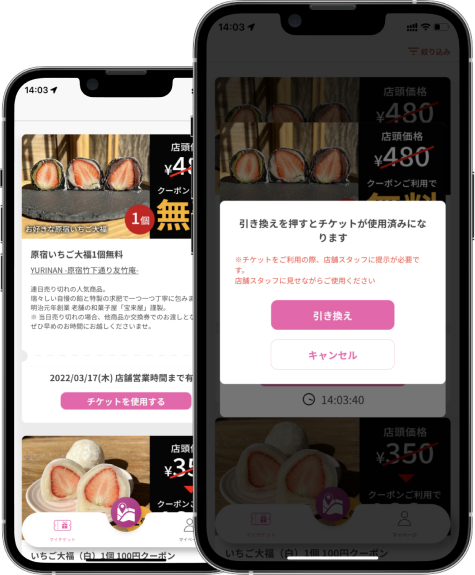 14:03
店頭価
¥48
クーポン
1個
無
お好きな原宿いちご大福
原宿いちご大福1個無料
YURINAN -原宿竹下通り友竹庵-
連日売り切れの人気商品。
瑞々しい自慢の餡と特製の求肥で一つ一つ丁寧に包みま
明治元年創業 老舗の和菓子屋「宝来屋」謹製。
※ 当日売り切れの場合、他商品か交換券でのお渡しとな
ぜひ早めのお時間にお越しくださいませ。
2022/03/17(木) 店舗営業時間まで有
チケットを使用する
店頭価
¥35
クーポンご
マイチケット
マイペー
いちご大福（白）1個 100円クーポン
14:03
絞り込み
店頭価格
¥480
店頭価格
¥480
クーポンご利用で
無料
引き換えを押すとチケットが使用済みにな
ります
※チケットをご利用の際、店舗スタッフに提示が必要で
す。
店舗スタッフに見せながらご使用ください
引き換え
キャンセル
14:03:40
店頭価格
¥350
クーポンご利用で
マイチケット
マイページ
いちご大福（白）1個 100円クーポン